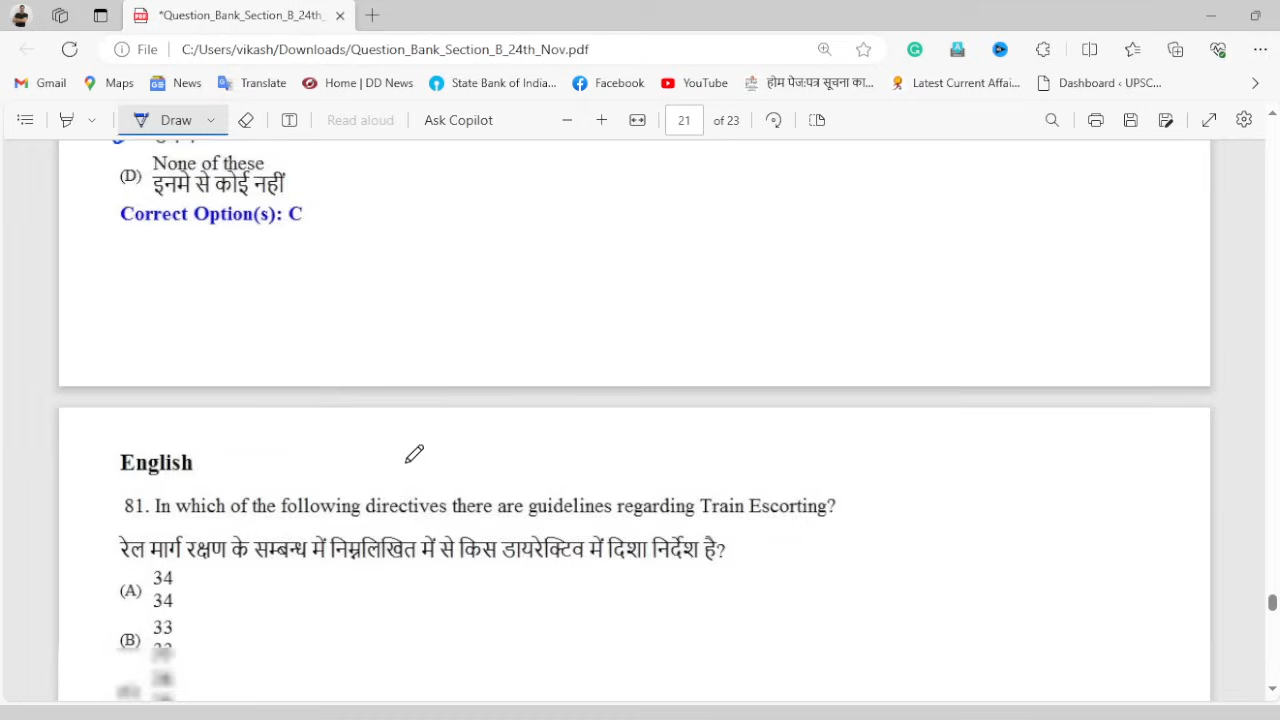 *Question_Bank_Section_B_24th_
File
C:/Users/vikash/Downloads/Question_Bank_Section_B_24th_Nov.pdf
Gmail
Maps
News
Translate
Home | DD News
State Bank of India...
Facebook
YouTube
होम पेज:पत्र सूचना का...
Latest Current Affai...
Dashboard ‹ UPSC...
Draw
Read aloud
Ask Copilot
21 of 23
None of these
(D)
इनमे से कोई नहीं
Correct Option(s): C
English
81. In which of the following directives there are guidelines regarding Train Escorting?
रेल मार्ग रक्षण के सम्बन्ध में निम्नलिखित में से किस डायरेक्टिव में दिशा निर्देश है?
34
(A)
34
33
(B)